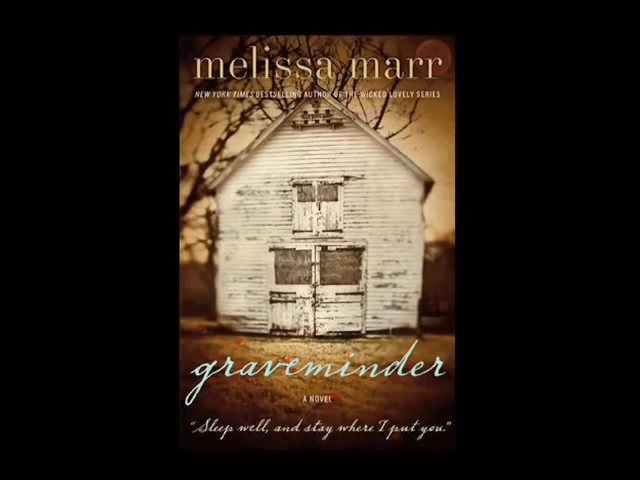 melissa marr
NEW YORK TIMES BESTSELLING AUTHOR OF THE WICKED LOVELY SERIES
graveminder
A NOVEL
"Sleep well, and stay where I put you."